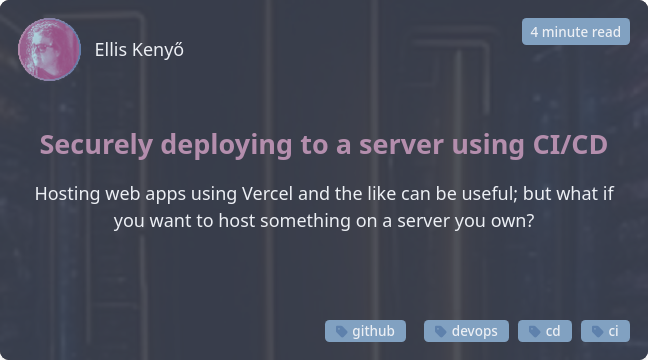 Ellis Kenyő
4 minute read
Securely deploying to a server using CI/CD
Hosting web apps using Vercel and the like can be useful; but what if
you want to host something on a server you own?
github
devops
cd
ci